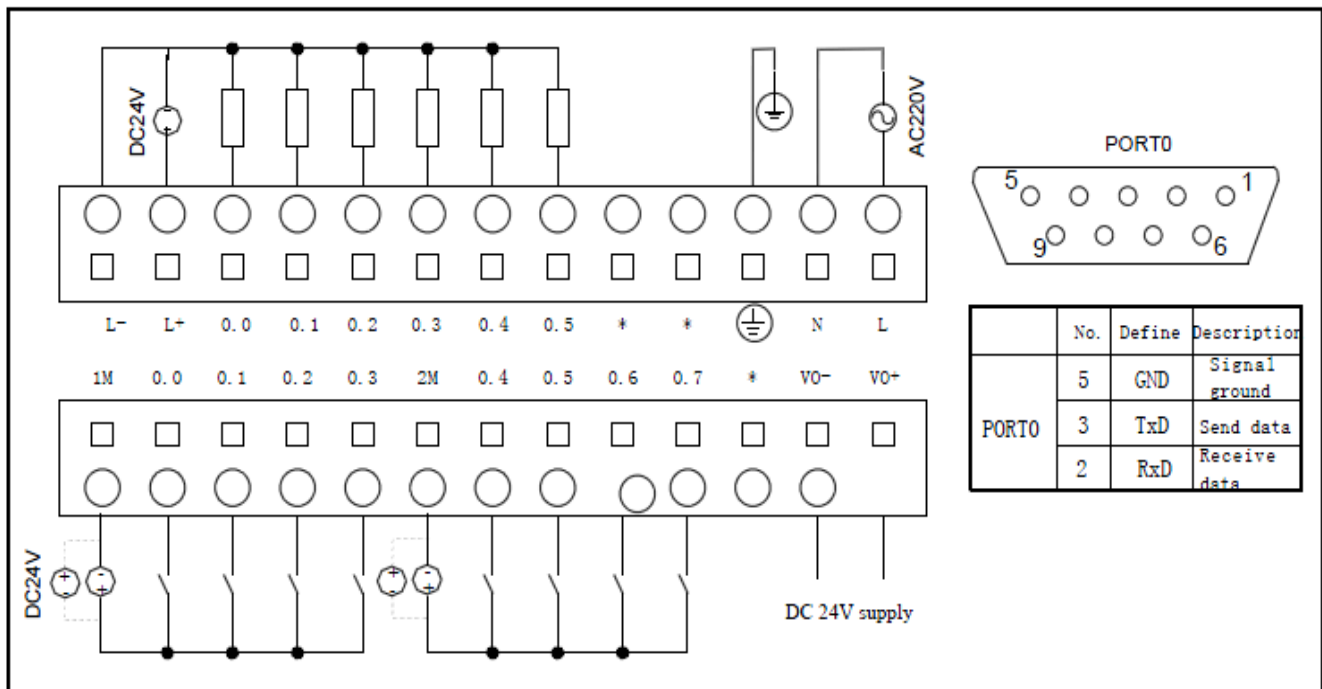 DC24V
AC220V
L- L+ 0.0 0.1 0.2 0.3 0.4 0.5 * * N L
1M 0.0 0.1 0.2 0.3 2M 0.4 0.5 0.6 0.7 * VO- VO+
DC24V
DC 24V supply
PORT0
5 1
9 6
No. Define Description
PORT0
5 GND Signal ground
3 TxD Send data
2 RxD Receive data